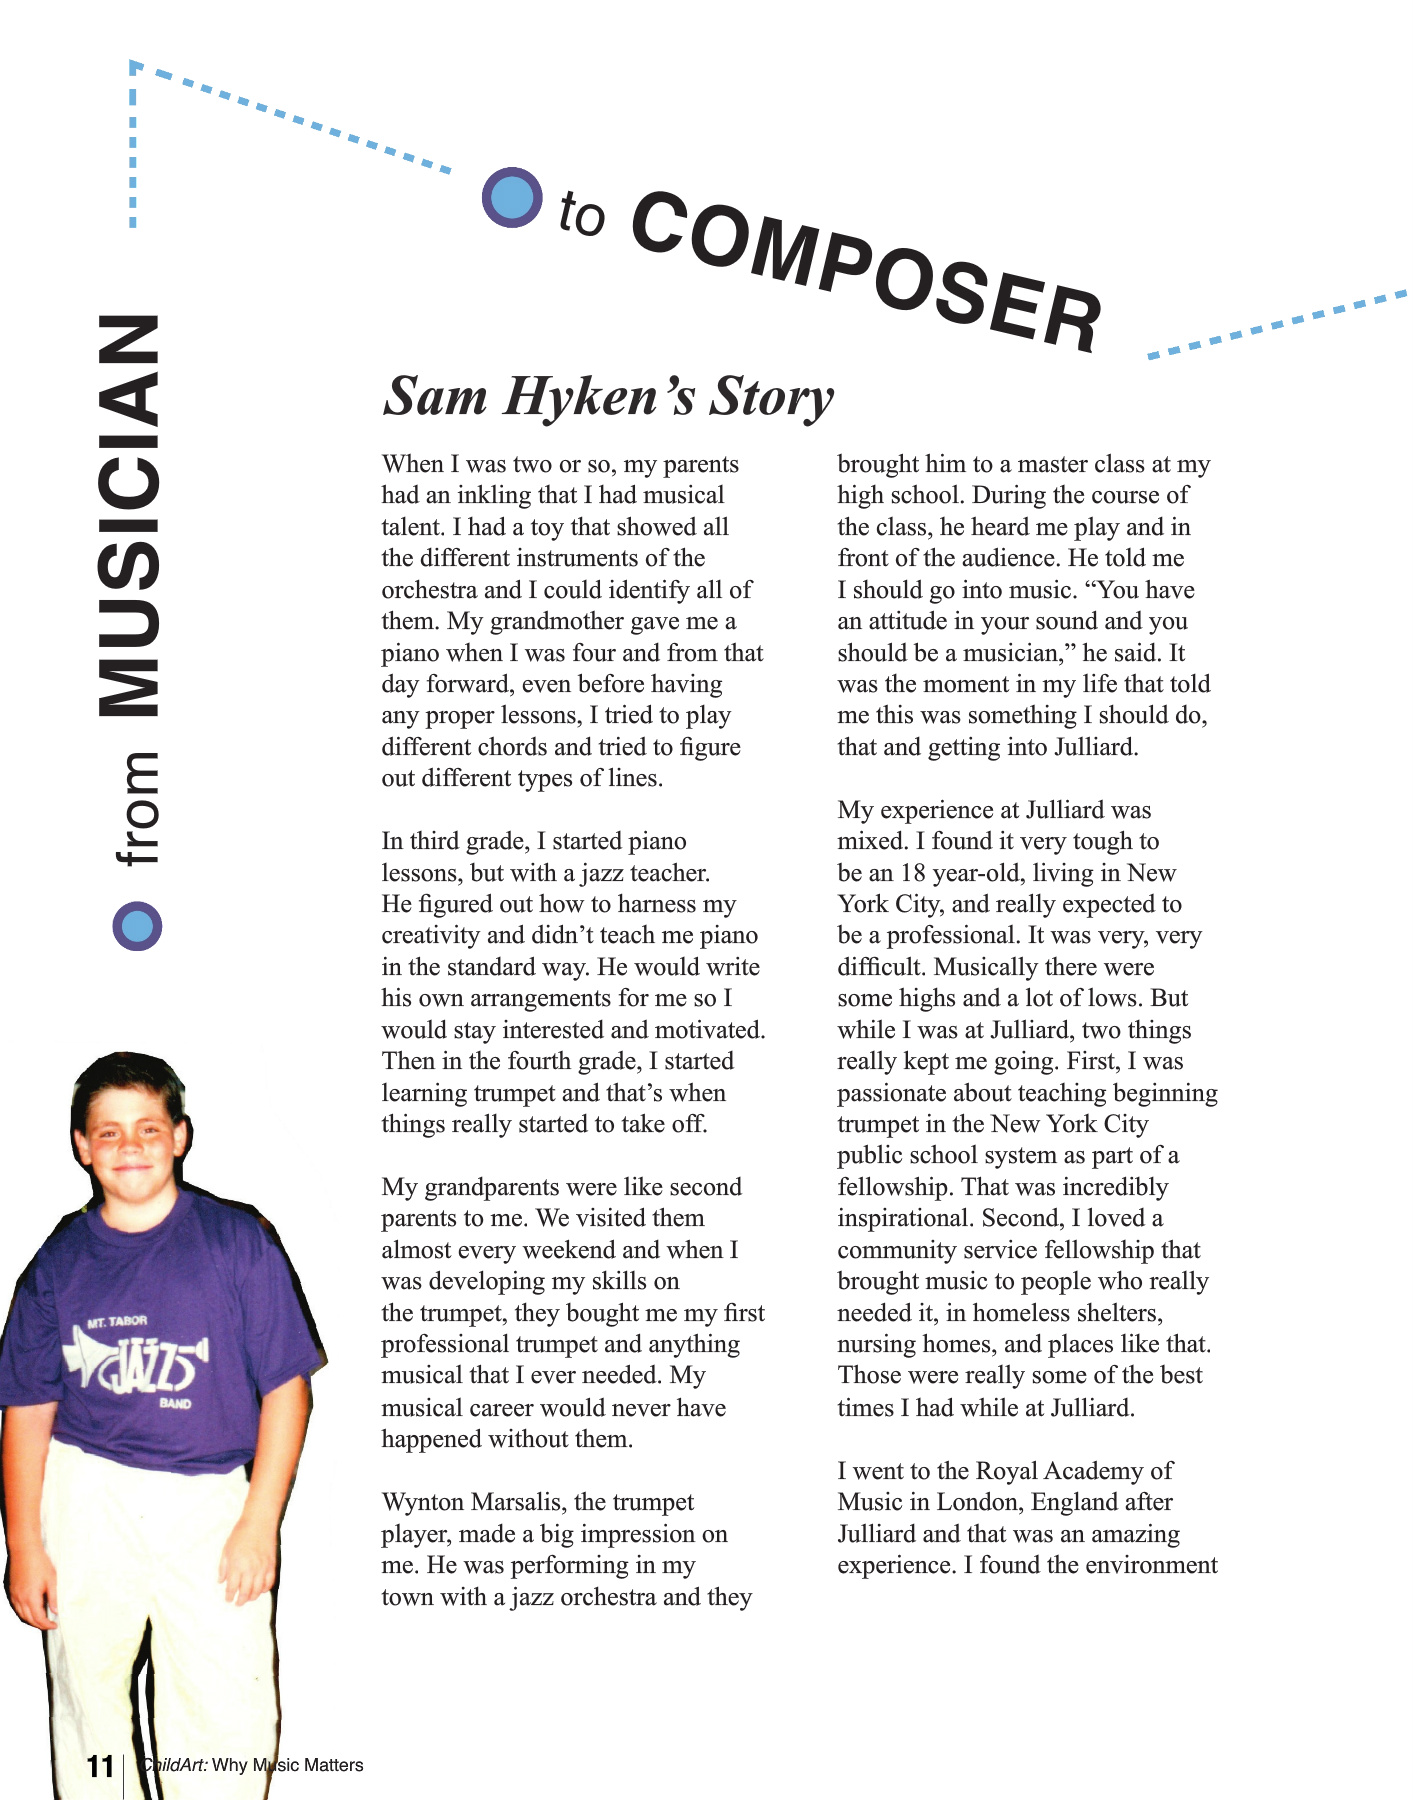 from MUSICIAN
to COMPOSER
Sam Hyken’s Story
When I was two or so, my parents
had an inkling that I had musical
talent. I had a toy that showed all
the different instruments of the
orchestra and I could identify all of
them. My grandmother gave me a
piano when I was four and from that
day forward, even before having
any proper lessons, I tried to play
different chords and tried to figure
out different types of lines.
In third grade, I started piano
lessons, but with a jazz teacher.
He figured out how to harness my
creativity and didn’t teach me piano
in the standard way. He would write
his own arrangements for me so I
would stay interested and motivated.
Then in the fourth grade, I started
learning trumpet and that’s when
things really started to take off.
My grandparents were like second
parents to me. We visited them
almost every weekend and when I
was developing my skills on
the trumpet, they bought me my first
professional trumpet and anything
musical that I ever needed. My
musical career would never have
happened without them.
Wynton Marsalis, the trumpet
player, made a big impression on
me. He was performing in my
town with a jazz orchestra and they
brought him to a master class at my
high school. During the course of
the class, he heard me play and in
front of the audience. He told me
I should go into music. “You have
an attitude in your sound and you
should be a musician,” he said. It
was the moment in my life that told
me this was something I should do,
that and getting into Julliard.
My experience at Julliard was
mixed. I found it very tough to
be an 18 year-old, living in New
York City, and really expected to
be a professional. It was very, very
difficult. Musically there were
some highs and a lot of lows. But
while I was at Julliard, two things
really kept me going. First, I was
passionate about teaching beginning
trumpet in the New York City
public school system as part of a
fellowship. That was incredibly
inspirational. Second, I loved a
community service fellowship that
brought music to people who really
needed it, in homeless shelters,
nursing homes, and places like that.
Those were really some of the best
times I had while at Julliard.
I went to the Royal Academy of
Music in London, England after
Julliard and that was an amazing
experience. I found the environment
MT. TABOR
JAZZ
BAND
11 ChildArt: Why Music Matters